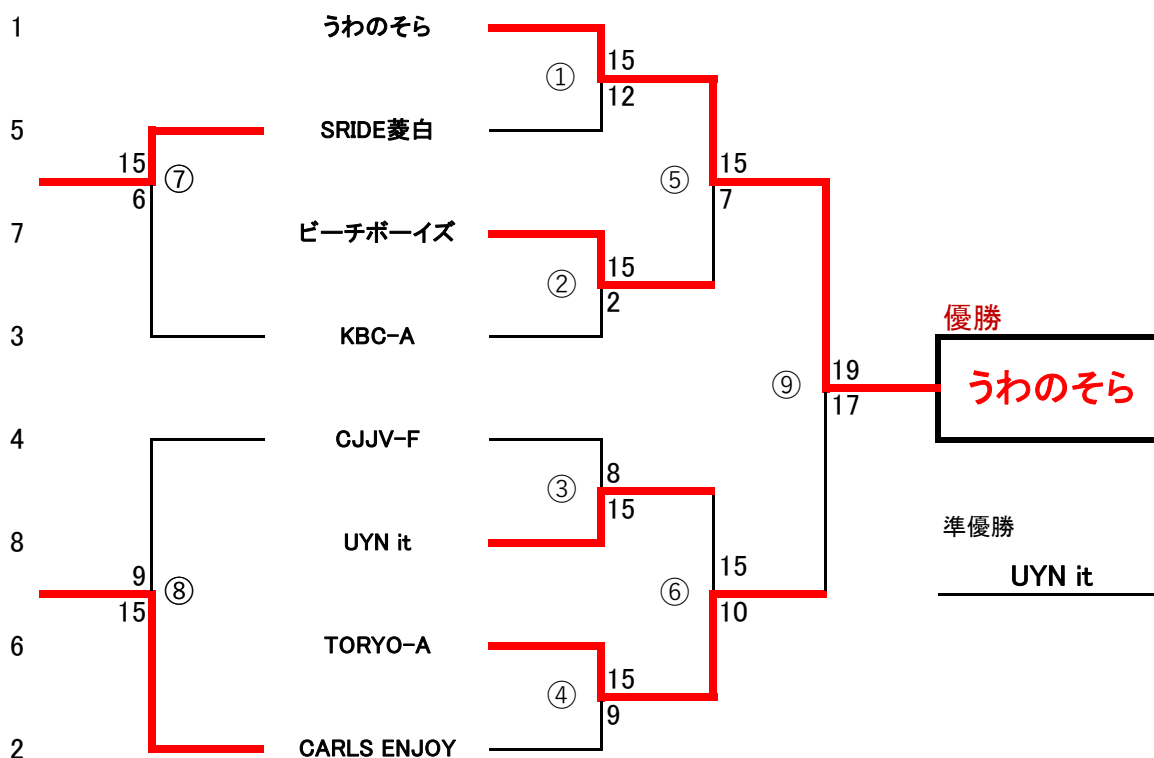 1 うわのそら
15
① 12
5 SRIDE菱白
15 ⑦ 6
15 ⑤ 7
7 ビーチボーイズ
15
② 2
3 KBC-A
優勝
うわのそら
19 ⑨ 17
4 CJJV-F
8
③ 15
8 UYN it
準優勝
UYN it
9 ⑧ 15
15 ⑥ 10
6 TORYO-A
15
④ 9
2 CARLS ENJOY